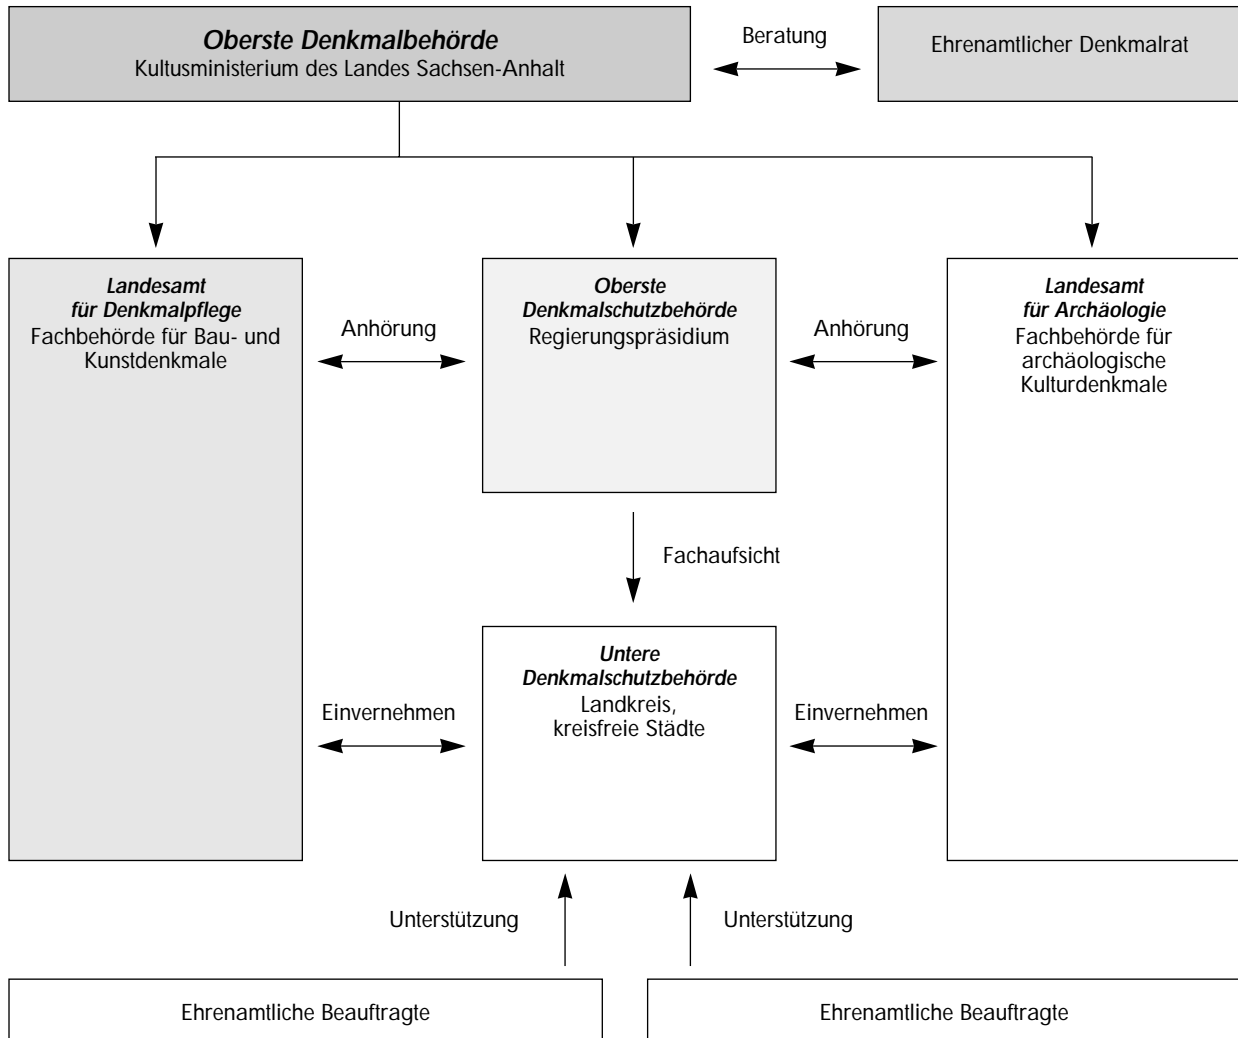 Oberste Denkmalbehörde
Kultusministerium des Landes Sachsen-Anhalt
Beratung
Ehrenamtlicher Denkmalrat
Landesamt
für Denkmalpflege
Fachbehörde für Bau- und
Kunstdenkmale
Anhörung
Oberste
Denkmalschutzbehörde
Regierungspräsidium
Anhörung
Landesamt
für Archäologie
Fachbehörde für
archäologische
Kulturdenkmale
Fachaufsicht
Einvernehmen
Untere
Denkmalschutzbehörde
Landkreis,
kreisfreie Städte
Einvernehmen
Unterstützung
Unterstützung
Ehrenamtliche Beauftragte
Ehrenamtliche Beauftragte